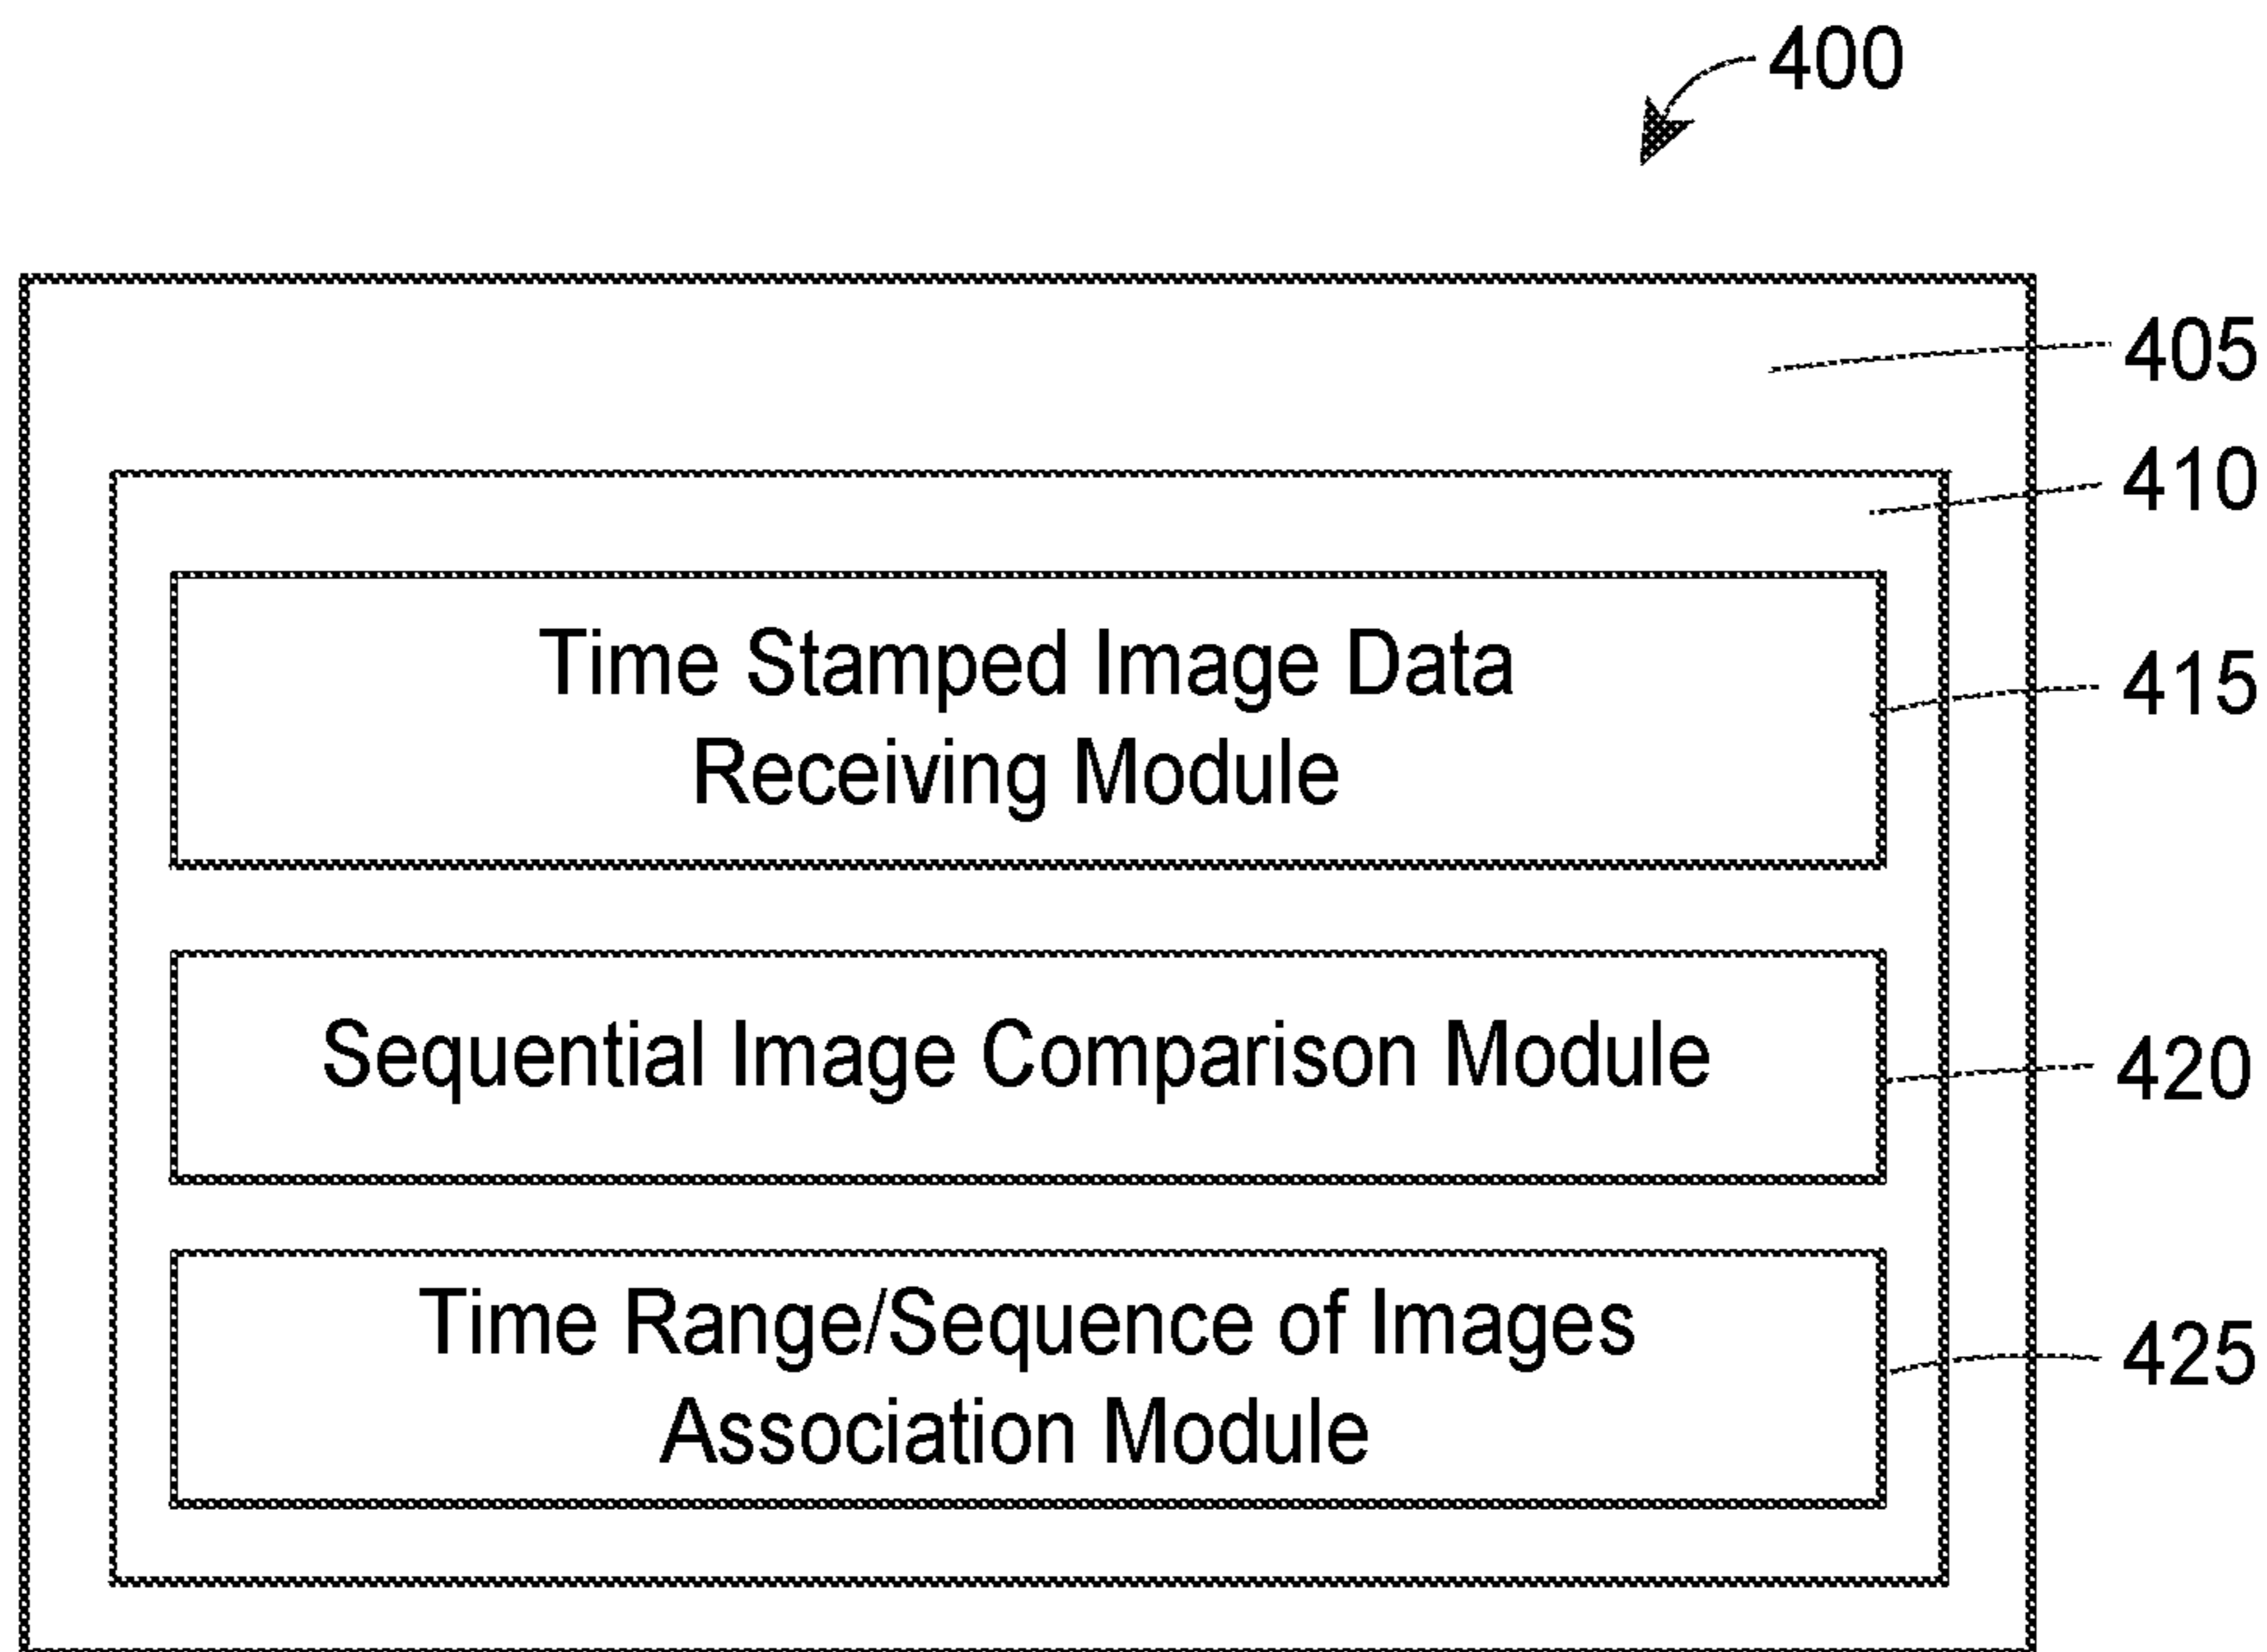 400
405
410
Time Stamped Image Data
Receiving Module
415
Sequential Image Comparison Module
420
Time Range/Sequence of Images
Association Module
425